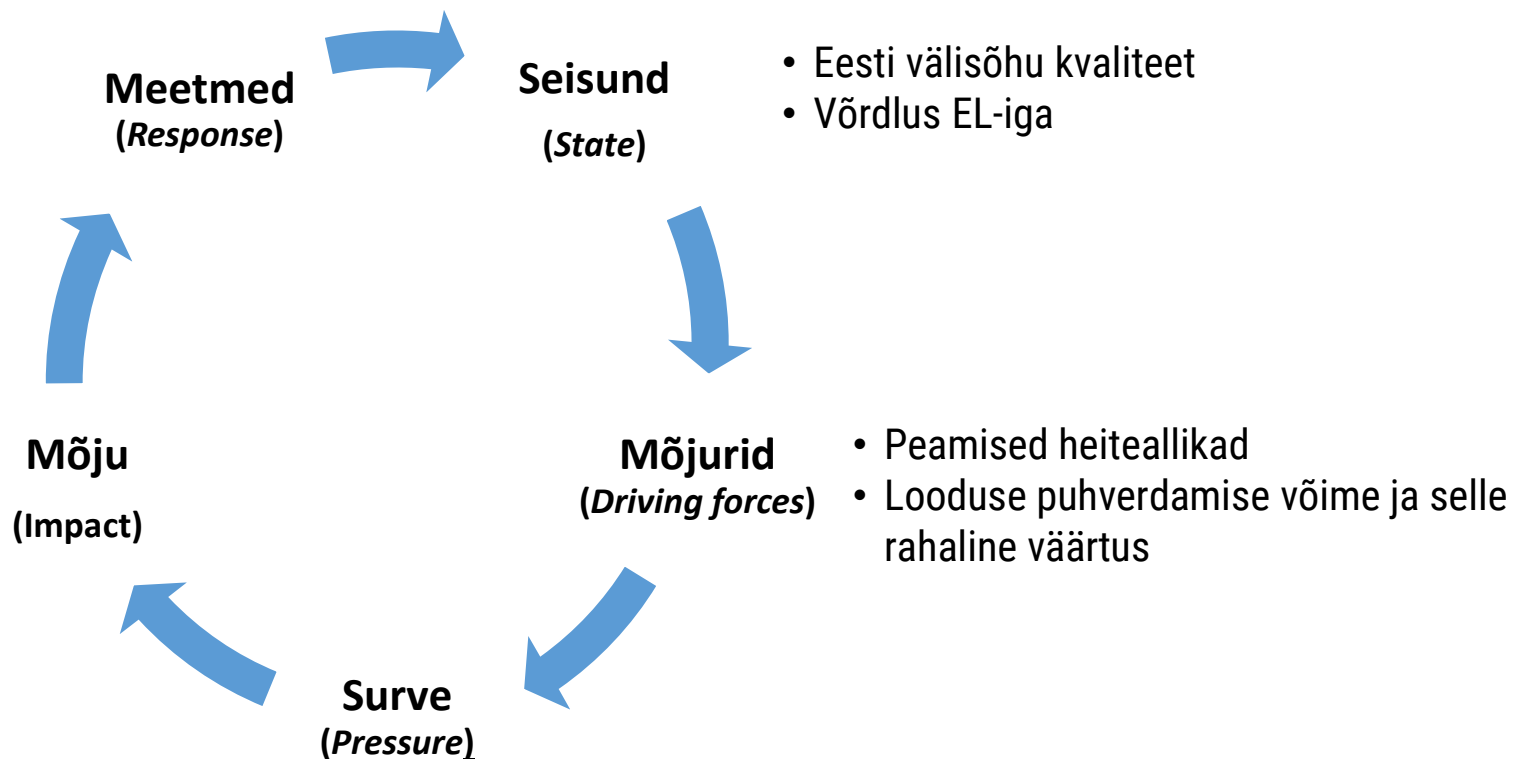 Meetmed
(Response)
Seisund
(State)
• Eesti välisõhu kvaliteet
• Võrdlus EL-iga
Mõjurid
(Driving forces)
• Peamised heiteallikad
• Looduse puhverdamise võime ja selle
rahaline väärtus
Surve
(Pressure)
Mõju
(Impact)